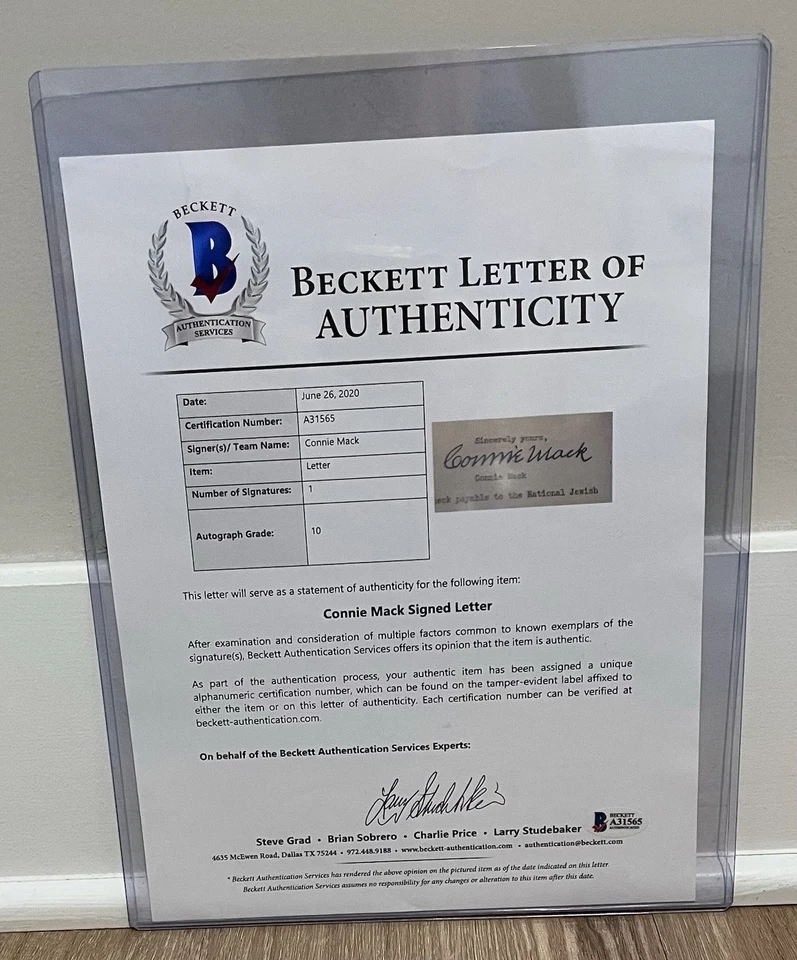 BECKETT
B
AUTHENTICATION
SERVICES
BECKETT LETTER OF
AUTHENTICITY
Date: June 26, 2020
Certification Number: A31565
Signer(s)/ Team Name: Connie Mack
Item: Letter
Number of Signatures: 1
Autograph Grade: 10
Sincerely yours,
Connie Mack
Connie Mack
eck payable to the National Jewish
This letter will serve as a statement of authenticity for the following item:
Connie Mack Signed Letter
After examination and consideration of multiple factors common to known exemplars of the
signature(s), Beckett Authentication Services offers its opinion that the item is authentic.
As part of the authentication process, your authentic item has been assigned a unique
alphanumeric certification number, which can be found on the tamper-evident label affixed to
either the item or on this letter of authenticity. Each certification number can be verified at
beckett-authentication.com.
On behalf of the Beckett Authentication Services Experts:
Larry Studebaker
Steve Grad • Brian Sobrero • Charlie Price • Larry Studebaker
BECKETT
A31565
AUTHENTICATION
4635 McEwen Road, Dallas TX 75244 • 972.448.9188 • www.beckett-authentication.com • authentication@beckett.com
* Beckett Authentication Services has rendered the above opinion on the pictured item as of the date indicated on this letter.
Beckett Authentication Services assumes no responsibility for any changes or alteration to this item after this date.